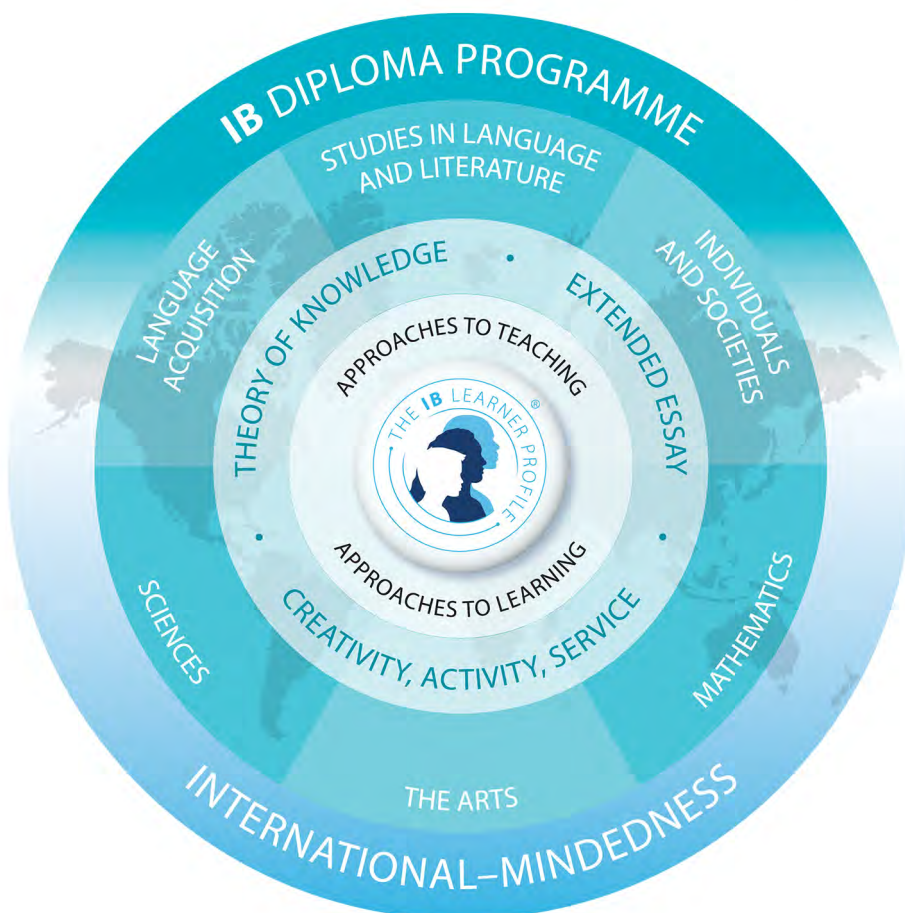 IB DIPLOMA PROGRAMME
STUDIES IN LANGUAGE
AND LITERATURE
LANGUAGE
ACQUISITION
INDIVIDUALS
AND SOCIETIES
THEORY OF KNOWLEDGE
·
EXTENDED ESSAY
APPROACHES TO TEACHING
THE IB LEARNER PROFILE
®
APPROACHES TO LEARNING
·
CREATIVITY, ACTIVITY, SERVICE
·
SCIENCES
MATHEMATICS
THE ARTS
INTERNATIONAL–MINDEDNESS